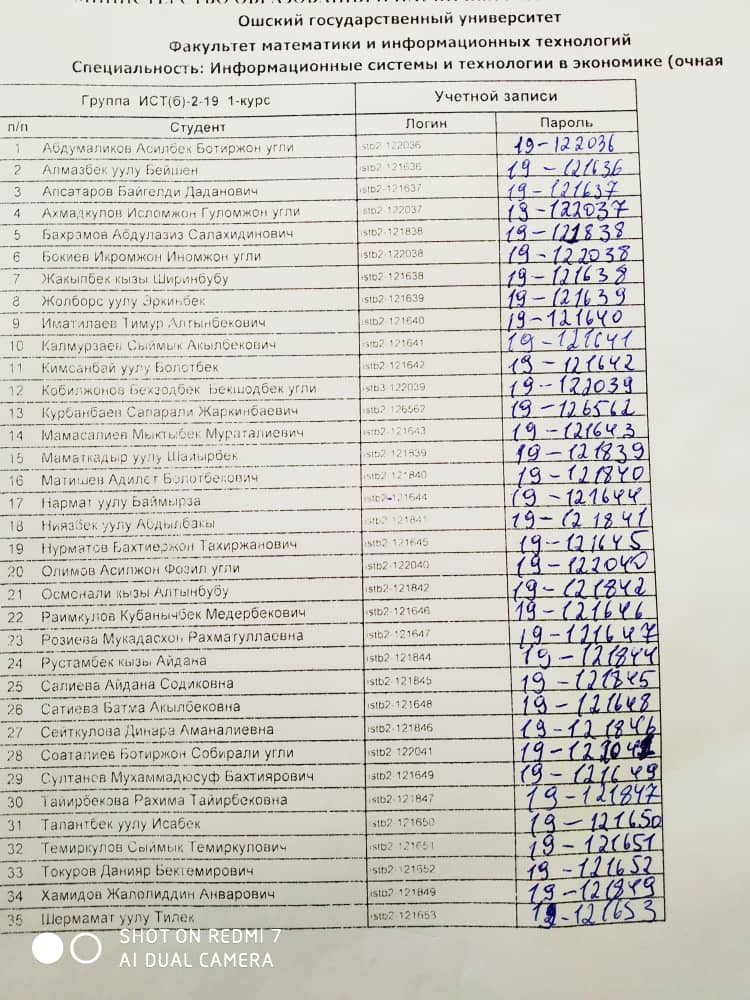 Ошский государственный университет
Факультет математики и информационных технологий
Специальность: Информационные системы и технологии в экономике (очная
Группа ИСТ(б)-2-19 1-курс Учетной записи
п/п Студент Логин Пароль
1 Абдумаликов Асилбек Ботиржон угли istb2-122036 19-122036
2 Алмазбек уулу Бейшен istb2-121636 19-121636
3 Апсатаров Байгелди Даданович istb2-121637 19-121637
4 Ахмадкулов Исломжон Гуломжон угли istb2-122037 19-122037
5 Бахрамов Абдулазиз Салахидинович istb2-121838 19-121838
6 Бокиев Икромжон Иномжон угли istb2-122038 19-122038
7 Жакыпбек кызы Ширинбубу istb2-121638 19-121638
8 Жолборс уулу Эркинбек istb2-121639 19-121639
9 Иматилаев Тимур Алтынбекович istb2-121640 19-121640
10 Калмурзаев Сыймык Акылбекович istb2-121641 19-121641
11 Кимсанбай уулу Болотбек istb2-121642 19-121642
12 Кобилжонов Бехзодбек Бекшодбек угли istb3-122039 19-122039
13 Курбанбаев Сапарали Жаркинбаевич istb2-126562 19-126562
14 Мамасалиев Мыктыбек Мураталиевич istb2-121643 19-121643
15 Маматкадыр уулу Шайырбек istb2-121839 19-121839
16 Матишев Адилет Болотбекович istb2-121840 19-121840
17 Нармат уулу Баймырза istb2-121644 19-121644
18 Ниязбек уулу Абдылбакы istb2-121841 19-121841
19 Нурматов Бахтиержон Тахиржанович istb2-121645 19-121645
20 Олимов Асилжон Фозил угли istb2-122040 19-122040
21 Осмонали кызы Алтынбубу istb2-121842 19-121842
22 Раимкулов Кубанычбек Медербекович istb2-121646 19-121646
23 Розиева Мукадасхон Рахматуллаевна istb2-121647 19-121647
24 Рустамбек кызы Айдана istb2-121844 19-121844
25 Салиева Айдана Содиковна istb2-121845 19-121845
26 Сатиева Батма Акылбековна istb2-121648 19-121648
27 Сейткулова Динара Аманалиевна istb2-121846 19-121846
28 Соаталиев Ботиржон Собирали угли istb2-122041 19-122041
29 Султанов Мухаммадюсуф Бахтиярович istb2-121649 19-121649
30 Тайирбекова Рахима Тайирбековна istb2-121847 19-121847
31 Талантбек уулу Исабек istb2-121650 19-121650
32 Темиркулов Сыймык Темиркулович istb2-121651 19-121651
33 Токуров Данияр Бектемирович istb2-121652 19-121652
34 Хамидов Жалолиддин Анварович istb2-121849 19-121849
35 Шермамат уулу Тилек istb2-121653 19-121653
SHOT ON REDMI 7
AI DUAL CAMERA